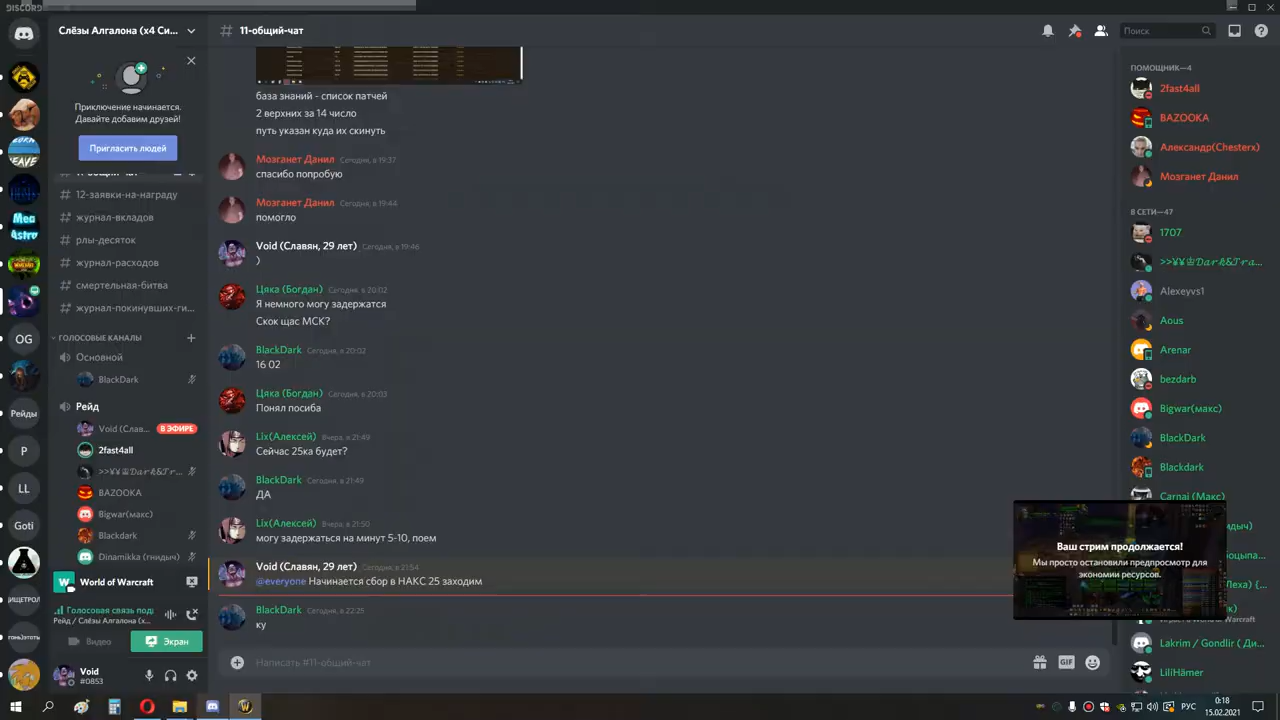 DISCORD
Слёзы Алгалона (x4 Си...
11-общий-чат
Поиск
Приключение начинается.
Давайте добавим друзей!
Пригласить людей
12-заявки-на-награду
журнал-вкладов
рлы-десяток
журнал-расходов
смертельная-битва
журнал-покинувших-ги...
ГОЛОСОВЫЕ КАНАЛЫ
Основной
BlackDark
Рейд
Void (Слав... В ЭФИРЕ
2fast4all
BAZOOKA
Bigwar(макс)
Blackdark
Dinamikka (гнидыч)
World of Warcraft
Голосовая связь под
Рейд / Слёзы Алгалона (x...
Видео
Экран
Void
#0853
OG
Рейды
P
LL
Goti
база знаний - список патчей
2 верхних за 14 число
путь указан куда их скинуть
Мозганет Данил Сегодня, в 19:37
спасибо попробую
Мозганет Данил Сегодня, в 19:44
помогло
Void (Славян, 29 лет) Сегодня, в 19:46
)
Цяка (Богдан) Сегодня, в 20:02
Я немного могу задержатся
Скок щас МСК?
BlackDark Сегодня, в 20:02
16 02
Цяка (Богдан) Сегодня, в 20:03
Понял посиба
Lix(Алексей) Вчера, в 21:49
Сейчас 25ка будет?
BlackDark Сегодня, в 21:49
ДА
Lix(Алексей) Вчера, в 21:50
могу задержаться на минут 5-10, поем
Void (Славян, 29 лет) Сегодня, в 21:54
@everyone Начинается сбор в НАКС 25 заходим
BlackDark Сегодня, в 22:25
ку
Написать #11-общий-чат
GIF
ПОМОЩНИК—4
2fast4all
BAZOOKA
Александр(Chesterx)
Мозганет Данил
В СЕТИ—47
1707
Alexeyvs1
Aous
Arenar
bezdarb
Bigwar(макс)
BlackDark
Blackdark
Carnai (Макс)
Ваш стрим продолжается!
Мы просто остановили предпросмотр для
экономии ресурсов.
Lakrim / Gondlir ( Ди...
LiliHämer
РУС
0:18
15.02.2021